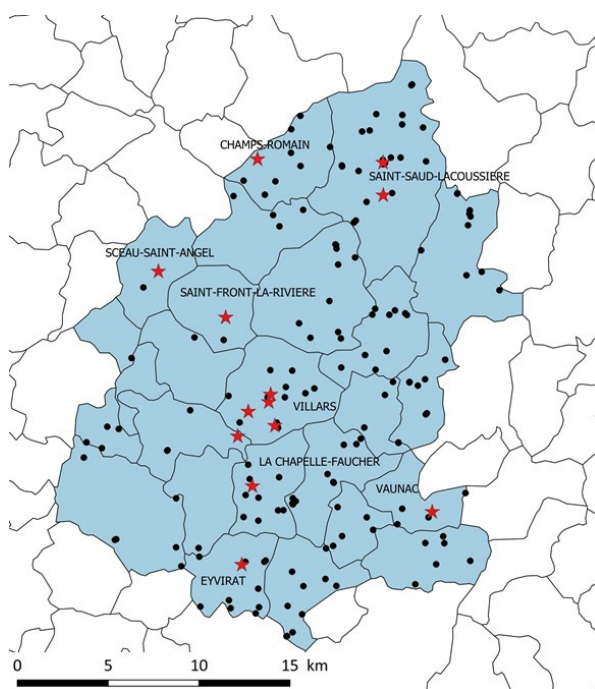 CHAMPS-ROMAIN
SAINT-SAUD-LACOUSSIERE
SCEAU-SAINT-ANGEL
SAINT-FRONT-LA-RIVIERE
VILLARS
LA CHAPELLE-FAUCHER
VAUNAC
EYVIRAT
0 5 10 15 km